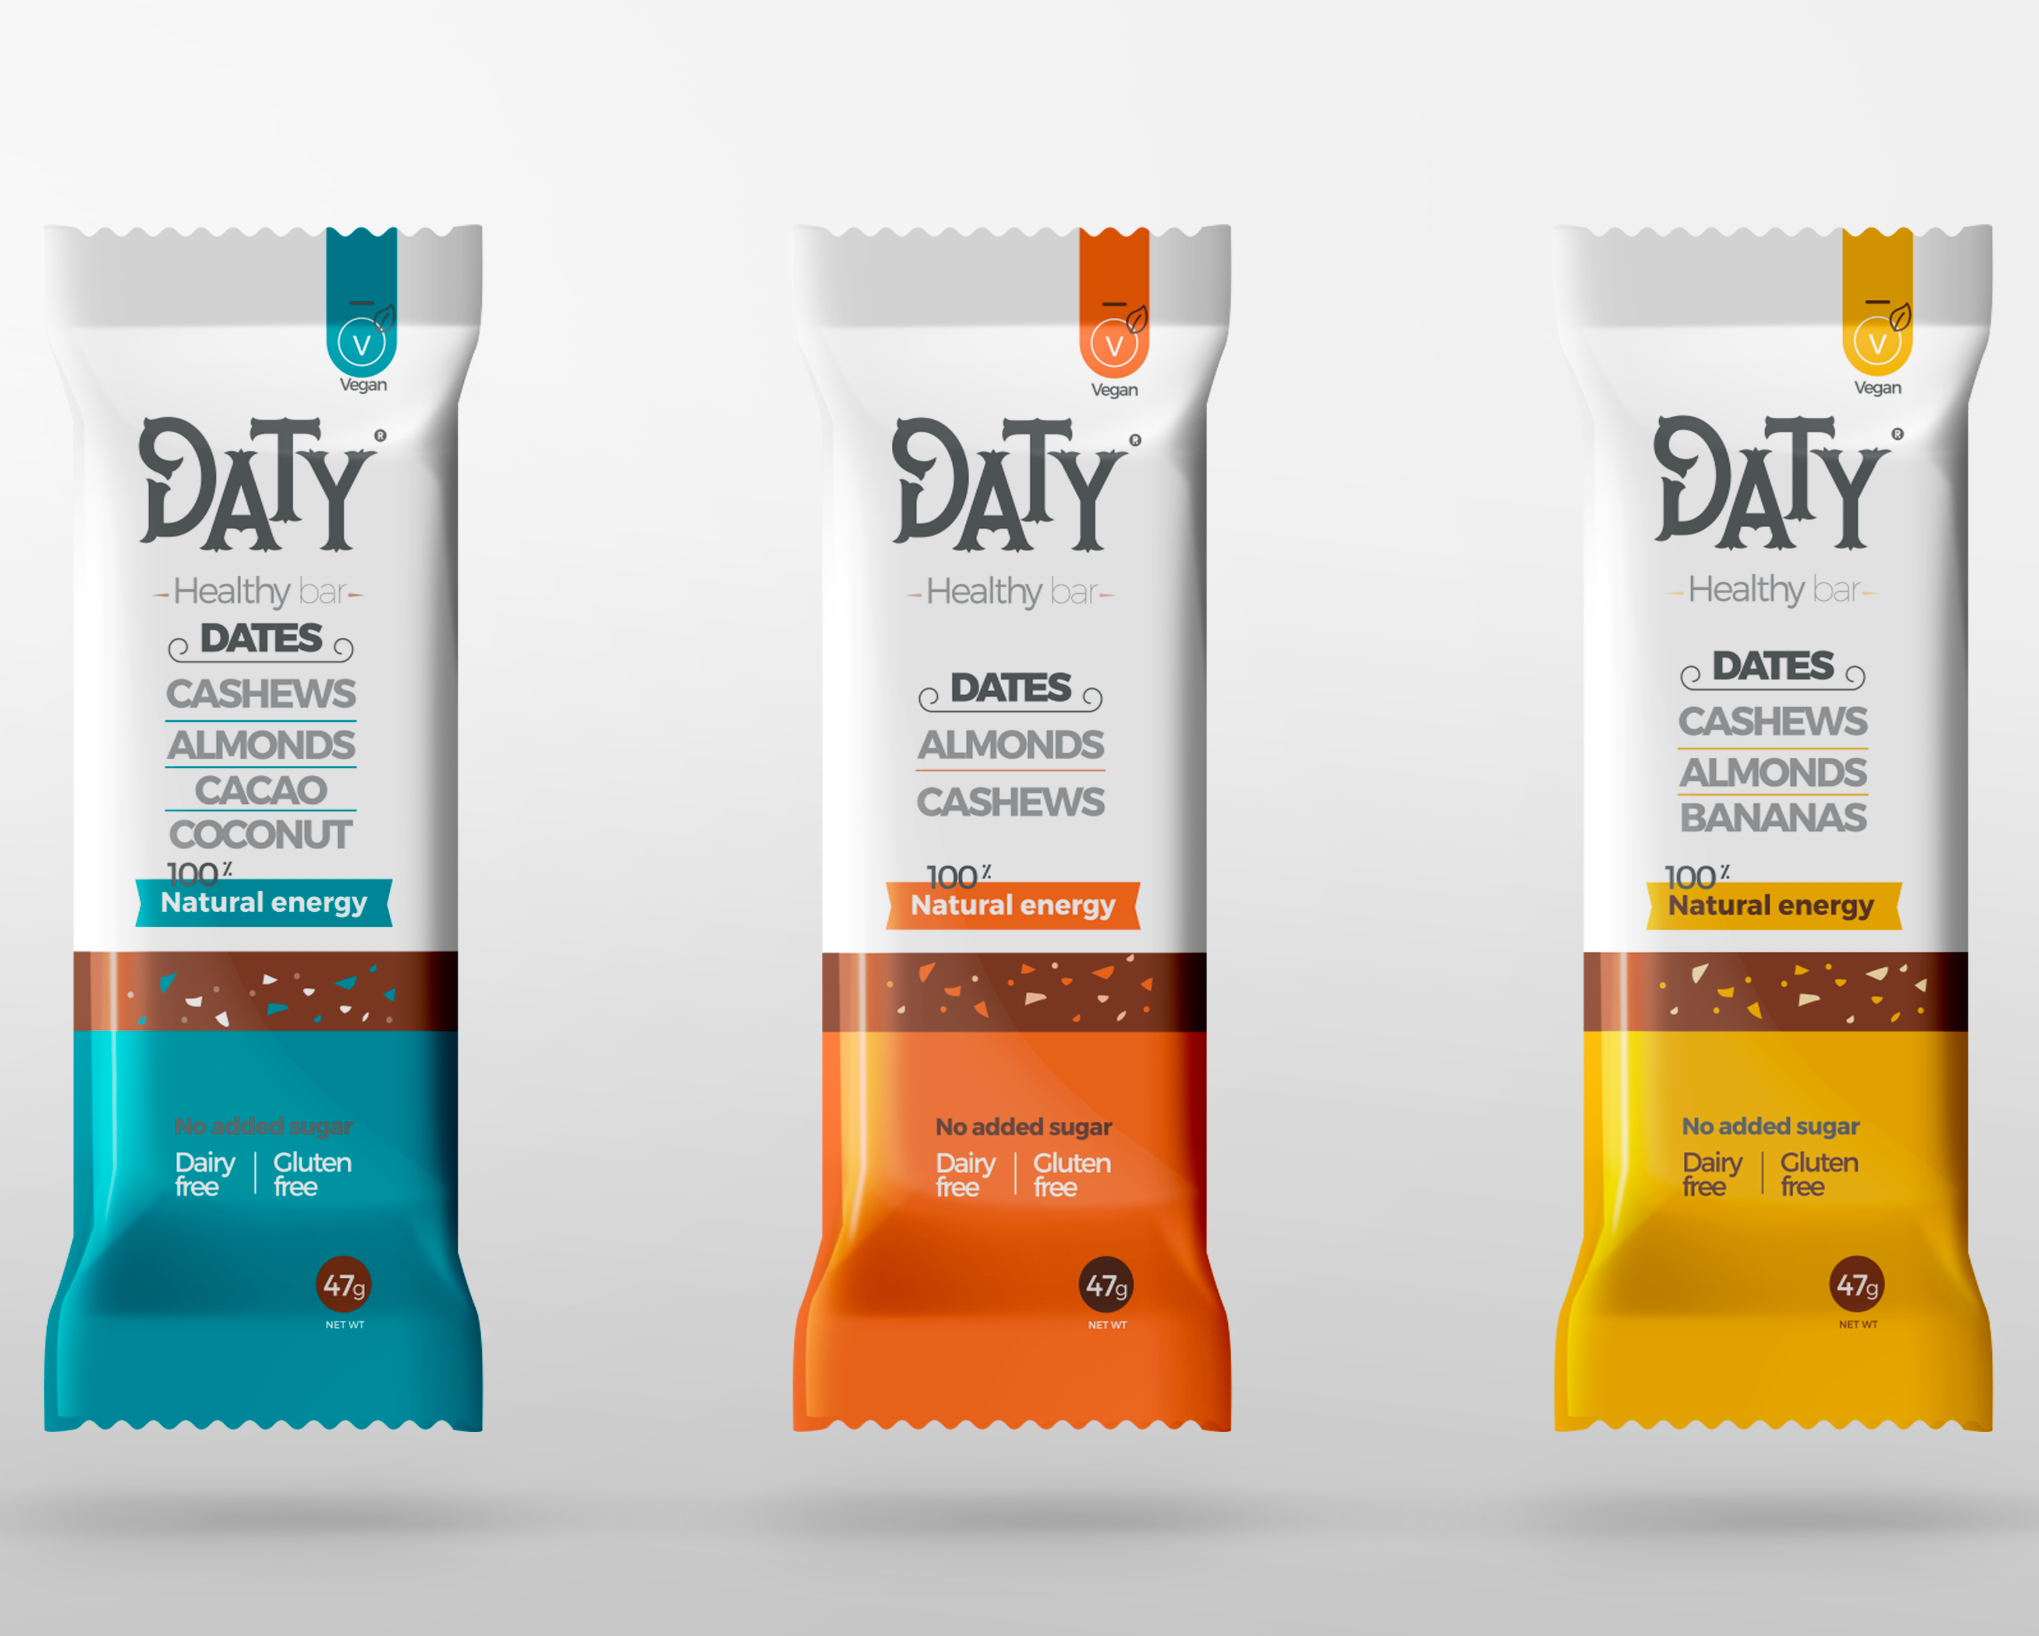 V
Vegan
DATY®
Healthy bar
DATES
CASHEWS
ALMONDS
CACAO
COCONUT
100%
Natural energy
No added sugar
Dairy free | Gluten free
47g
NET WT
V
Vegan
DATY®
Healthy bar
DATES
ALMONDS
CASHEWS
100%
Natural energy
No added sugar
Dairy free | Gluten free
47g
NET WT
V
Vegan
DATY®
Healthy bar
DATES
CASHEWS
ALMONDS
BANANAS
100%
Natural energy
No added sugar
Dairy free | Gluten free
47g
NET WT